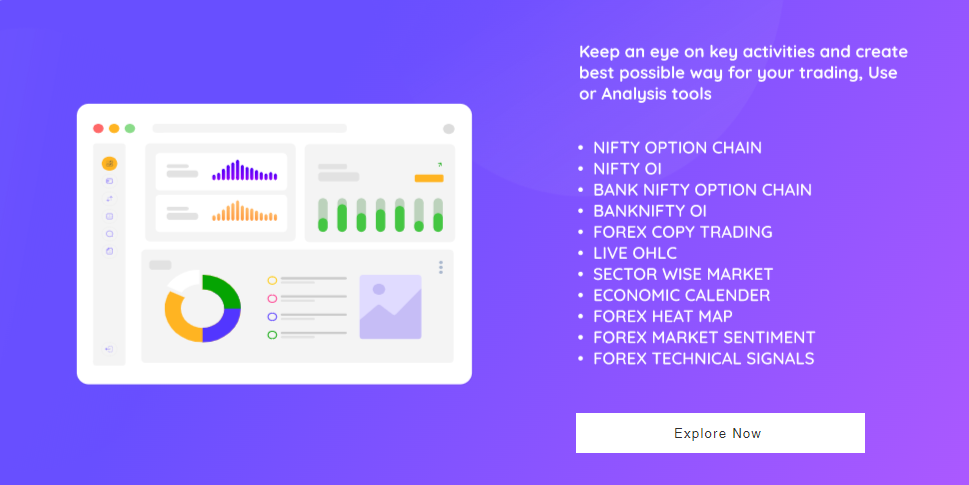 Keep an eye on key activities and create
best possible way for your trading, Use
or Analysis tools
• NIFTY OPTION CHAIN
• NIFTY OI
• BANK NIFTY OPTION CHAIN
• BANKNIFTY OI
• FOREX COPY TRADING
• LIVE OHLC
• SECTOR WISE MARKET
• ECONOMIC CALENDER
• FOREX HEAT MAP
• FOREX MARKET SENTIMENT
• FOREX TECHNICAL SIGNALS
Explore Now